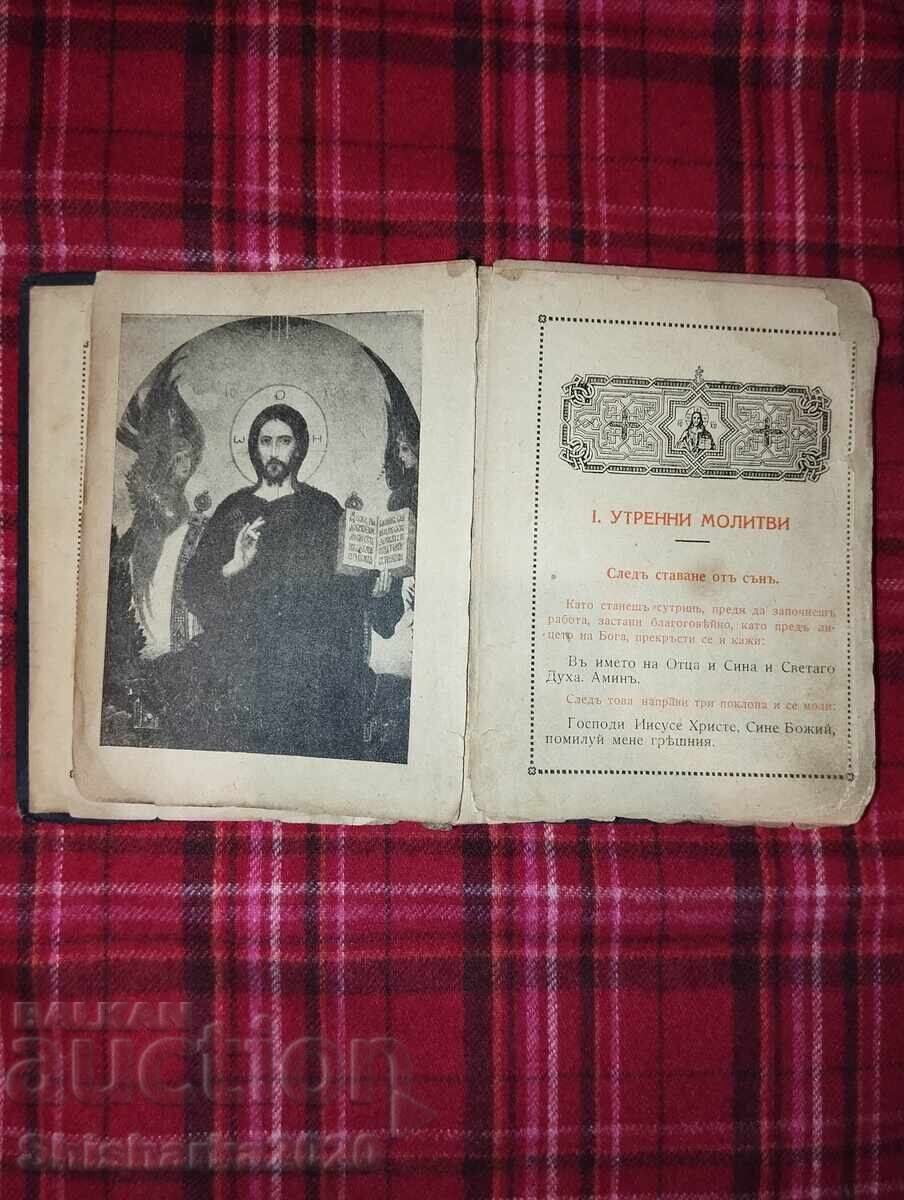 О
Ѡ Н
I. УТРЕННИ МОЛИТВИ
Следъ ставане отъ сънъ.
Като станешъ сутринь, предя да започнешъ
работа, застани благоговѣйно, като предъ ли-
цето на Бога, прекръсти се и кажи:
Въ името на Отца и Сина и Светаго
Духа. Аминъ.
Следъ това направи три поклона и се моли:
Господи Иисусе Христе, Сине Божий,
помилуй мене грѣшния.
BALKAN
auction
Shisharka2020